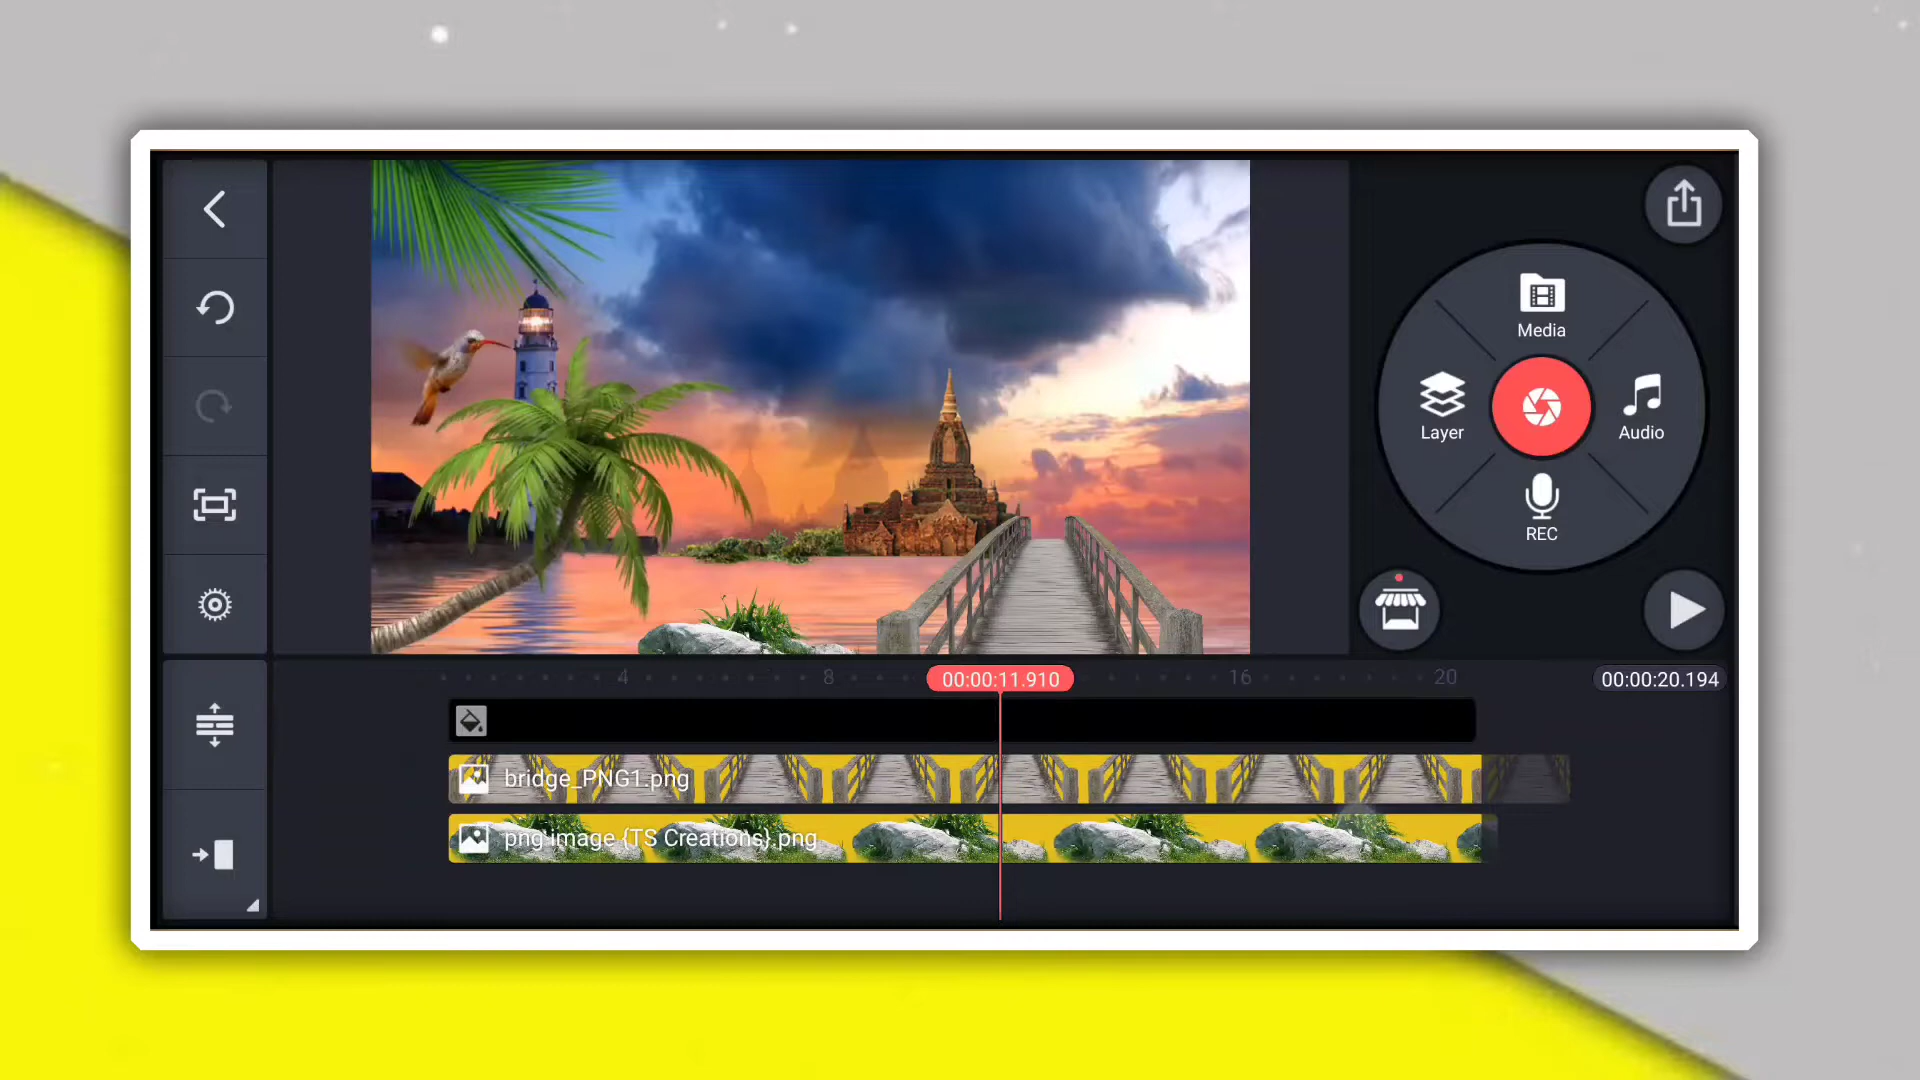 Media
Layer
Audio
REC
4
8
00:00:11.910
16
20
00:00:20.194
bridge_PNG1.png
png image {TS Creations}.png